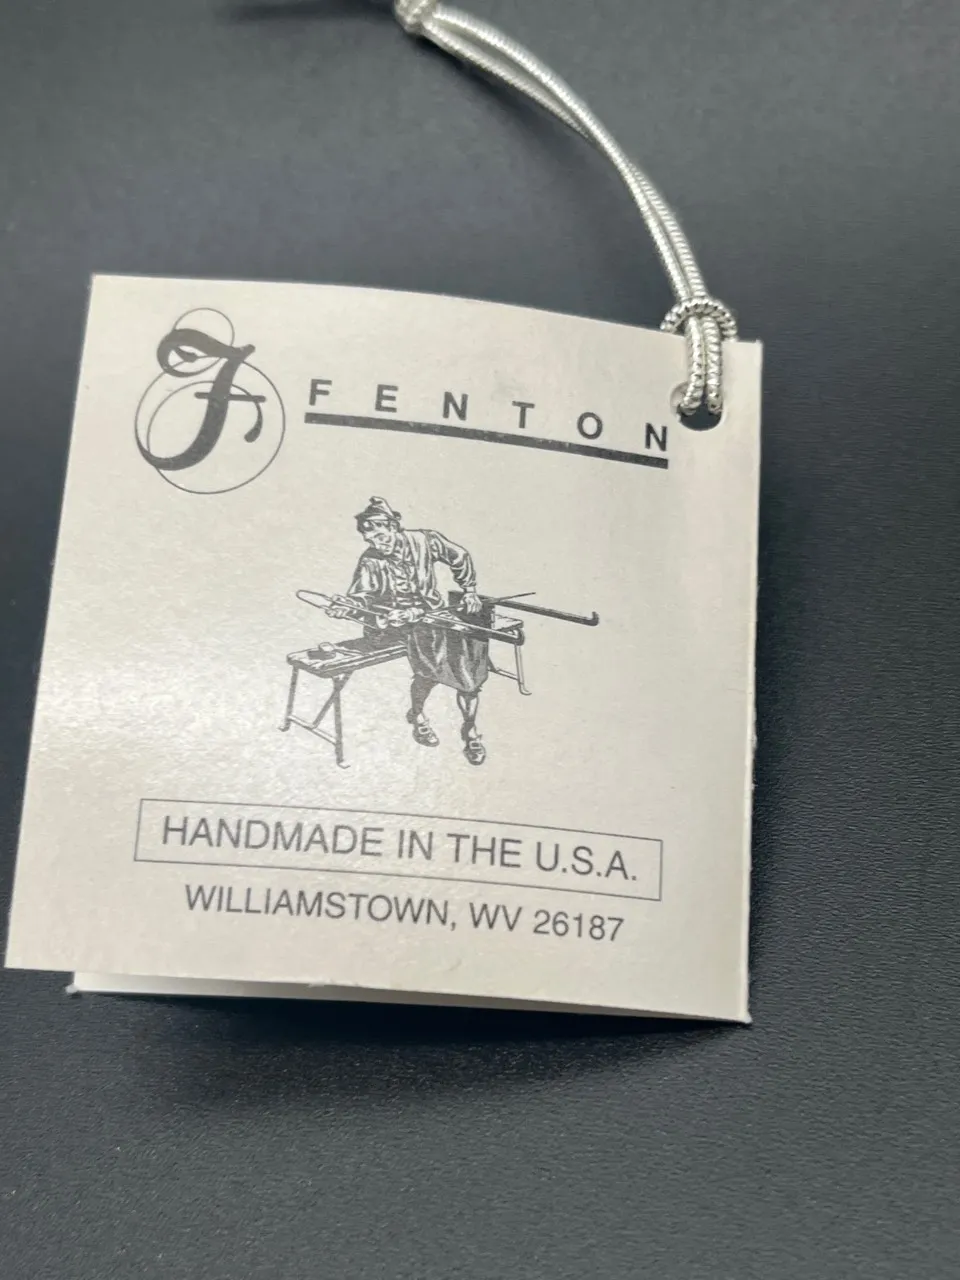 F FENTON
HANDMADE IN THE U.S.A.
WILLIAMSTOWN, WV 26187